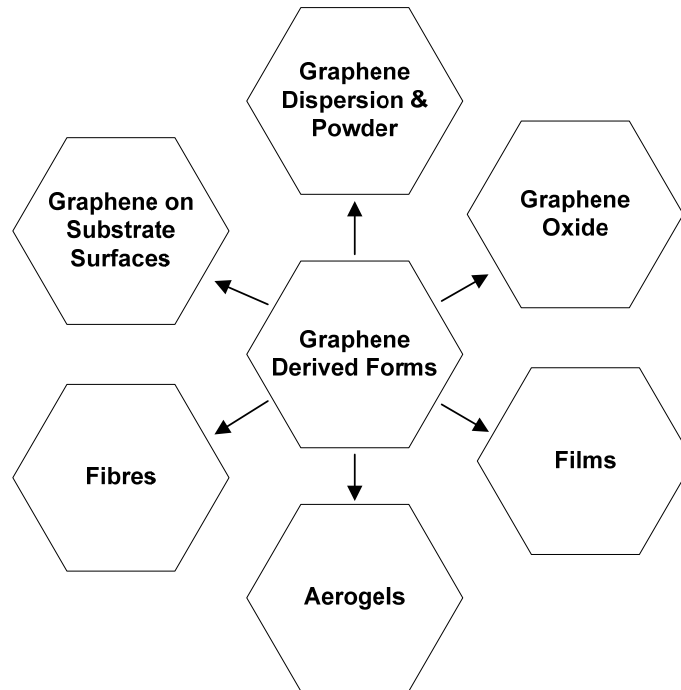 Graphene
Dispersion &
Powder
Graphene on
Substrate
Surfaces
Graphene
Oxide
Graphene
Derived Forms
Fibres
Films
Aerogels